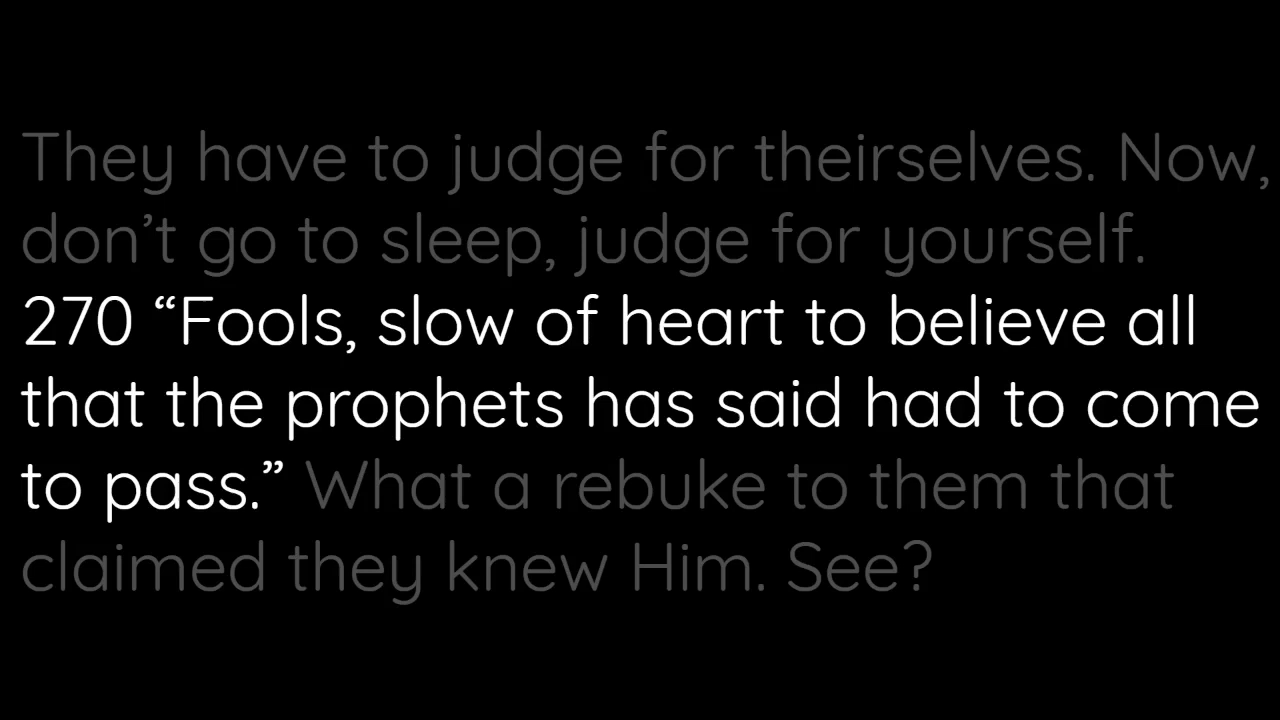 They have to judge for theirselves. Now,
don’t go to sleep, judge for yourself.
270 “Fools, slow of heart to believe all
that the prophets has said had to come
to pass.” What a rebuke to them that
claimed they knew Him. See?